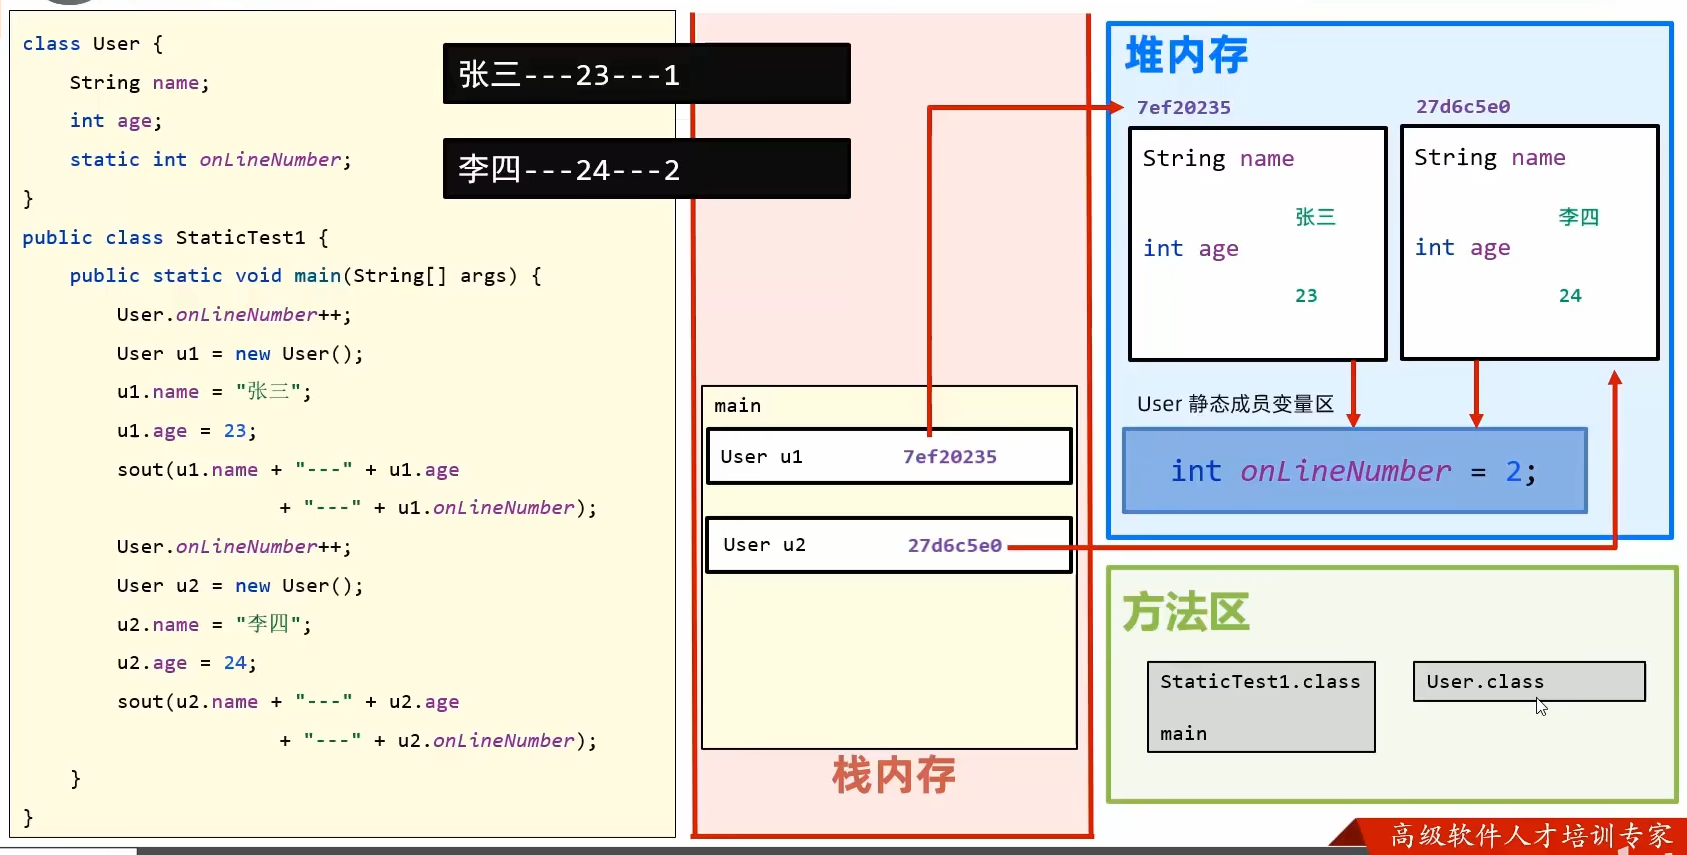 class User {
String name;
int age;
static int onLineNumber;
}
public class StaticTest1 {
public static void main(String[] args) {
User.onLineNumber++;
User u1 = new User();
u1.name = "张三";
u1.age = 23;
sout(u1.name + "---" + u1.age
+ "---" + u1.onLineNumber);
User.onLineNumber++;
User u2 = new User();
u2.name = "李四";
u2.age = 24;
sout(u2.name + "---" + u2.age
+ "---" + u2.onLineNumber);
}
}
张三---23---1
李四---24---2
main
User u1 7ef20235
User u2 27d6c5e0
栈内存
堆内存
7ef20235
String name
张三
int age
23
27d6c5e0
String name
李四
int age
24
User 静态成员变量区
int onLineNumber = 2;
方法区
StaticTest1.class
main
User.class
高级软件人才培训专家